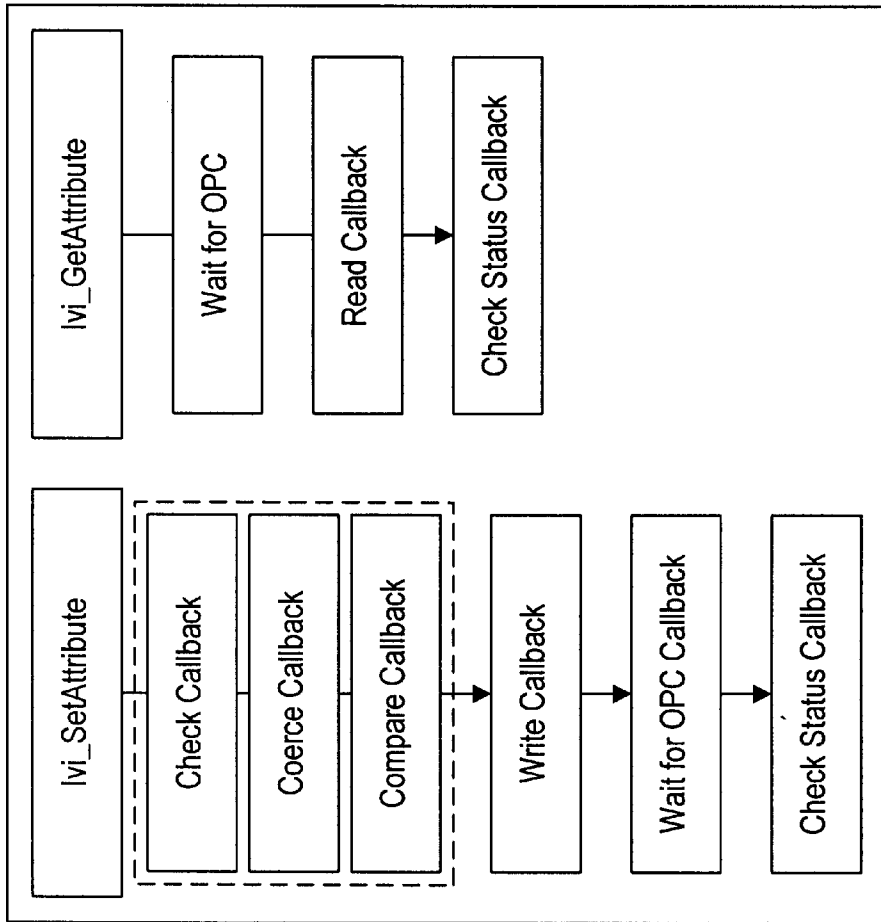 Ivi_SetAttribute
Check Callback
Coerce Callback
Compare Callback
Write Callback
Wait for OPC Callback
Check Status Callback
Ivi_GetAttribute
Wait for OPC
Read Callback
Check Status Callback